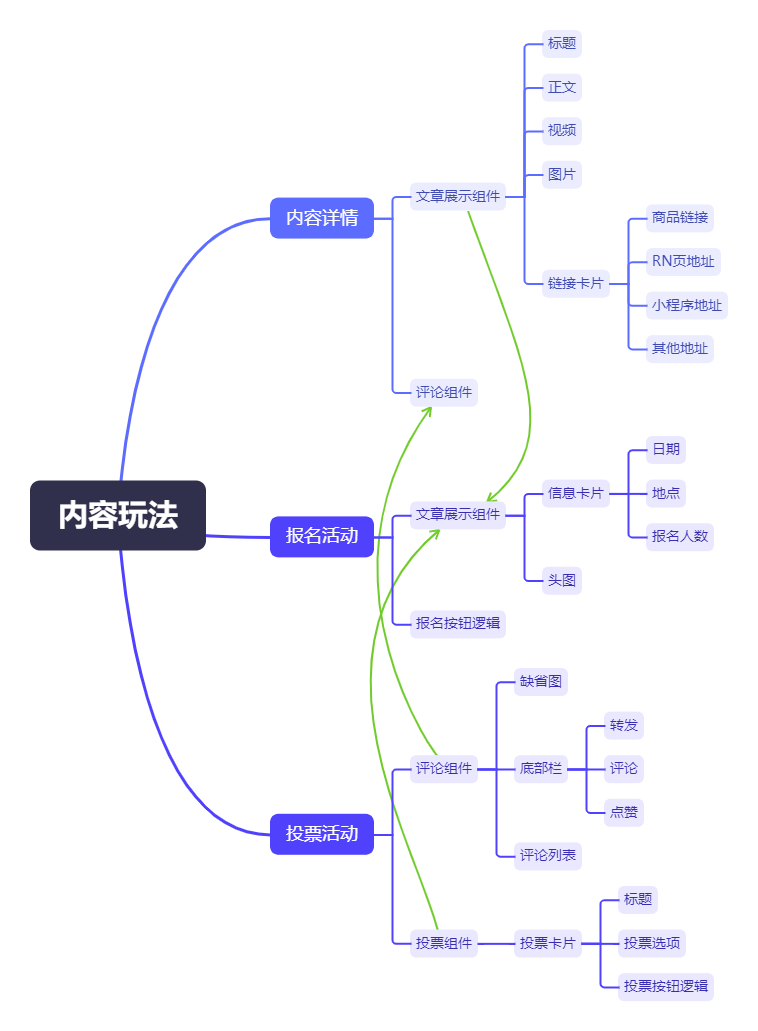 内容玩法
内容详情
文章展示组件
标题
正文
视频
图片
链接卡片
商品链接
RN页地址
小程序地址
其他地址
评论组件
报名活动
文章展示组件
信息卡片
日期
地点
报名人数
头图
报名按钮逻辑
投票活动
评论组件
缺省图
底部栏
转发
评论
点赞
评论列表
投票组件
投票卡片
标题
投票选项
投票按钮逻辑